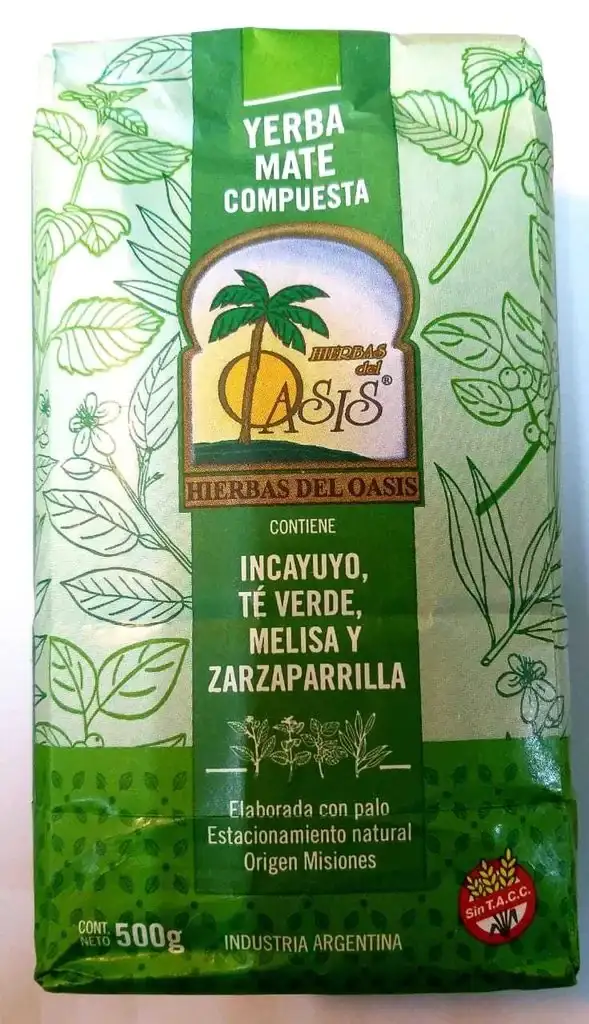 YERBA
MATE
COMPUESTA
HIERBAS
del
OASIS®
HIERBAS DEL OASIS
CONTIENE
INCAYUYO,
TÉ VERDE,
MELISA Y
ZARZAPARRILLA
Elaborada con palo
Estacionamiento natural
Origen Misiones
Sin T.A.C.C.
CONT.
NETO 500g
INDUSTRIA ARGENTINA